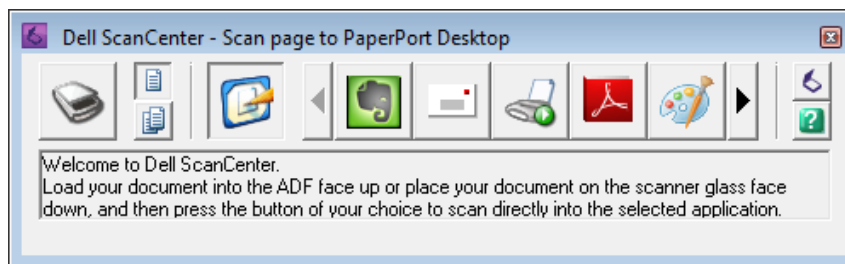 Dell ScanCenter - Scan page to PaperPort Desktop
Welcome to Dell ScanCenter.
Load your document into the ADF face up or place your document on the scanner glass face
down, and then press the button of your choice to scan directly into the selected application.